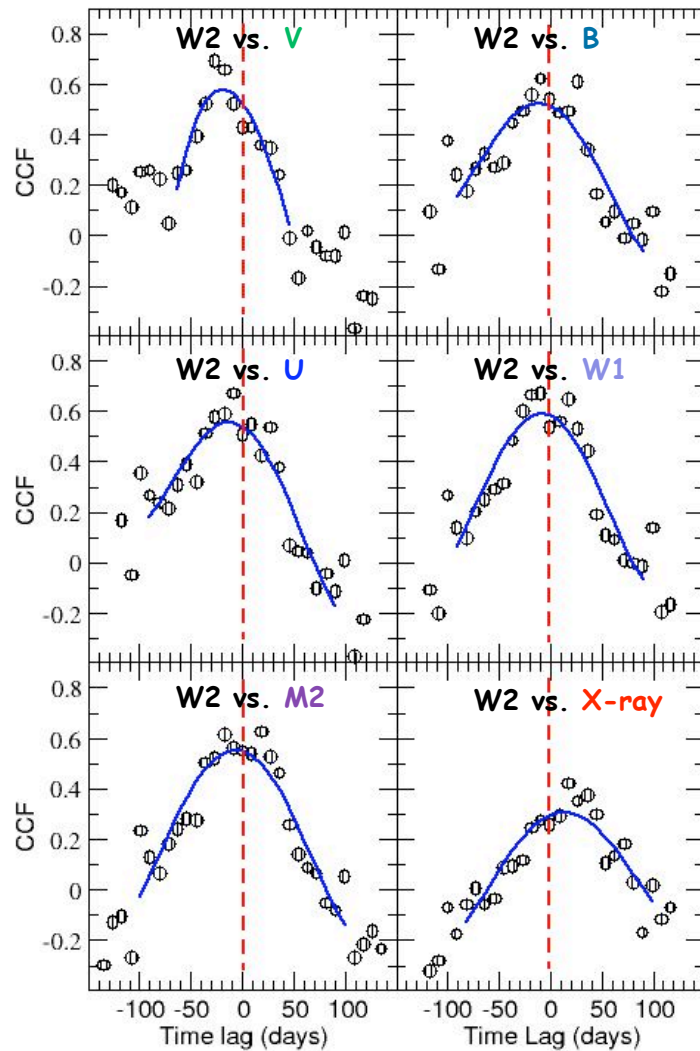 W2 vs. V
W2 vs. B
CCF
0.8
0.6
0.4
0.2
0
-0.2
W2 vs. U
W2 vs. W1
CCF
0.8
0.6
0.4
0.2
0
-0.2
W2 vs. M2
W2 vs. X-ray
CCF
0.8
0.6
0.4
0.2
0
-0.2
-100 -50 0 50 100
-100 -50 0 50 100
Time lag (days)
Time Lag (days)